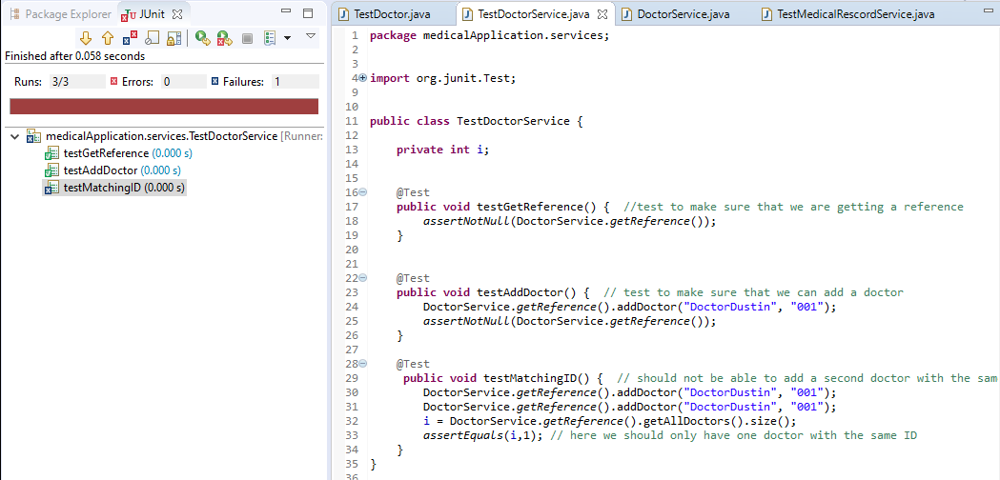 Package Explorer JUnit
Finished after 0.058 seconds
Runs: 3/3 Errors: 0 Failures: 1
medicalApplication.services.TestDoctorService [Runner:
testGetReference (0.000 s)
testAddDoctor (0.000 s)
testMatchingID (0.000 s)
TestDoctor.java TestDoctorService.java DoctorService.java TestMedicalRescordService.java
1 package medicalApplication.services;
2
3
4 import org.junit.Test;
9
10
11 public class TestDoctorService {
12
13 private int i;
14
15
16 @Test
17 public void testGetReference() { //test to make sure that we are getting a reference
18 assertNotNull(DoctorService.getReference());
19 }
20
21
22 @Test
23 public void testAddDoctor() { // test to make sure that we can add a doctor
24 DoctorService.getReference().addDoctor("DoctorDustin", "001");
25 assertNotNull(DoctorService.getReference());
26 }
27
28 @Test
29 public void testMatchingID() { // should not be able to add a second doctor with the sam
30 DoctorService.getReference().addDoctor("DoctorDustin", "001");
31 DoctorService.getReference().addDoctor("DoctorDustin", "001");
32 i = DoctorService.getReference().getAllDoctors().size();
33 assertEquals(i,1); // here we should only have one doctor with the same ID
34 }
35 }
36